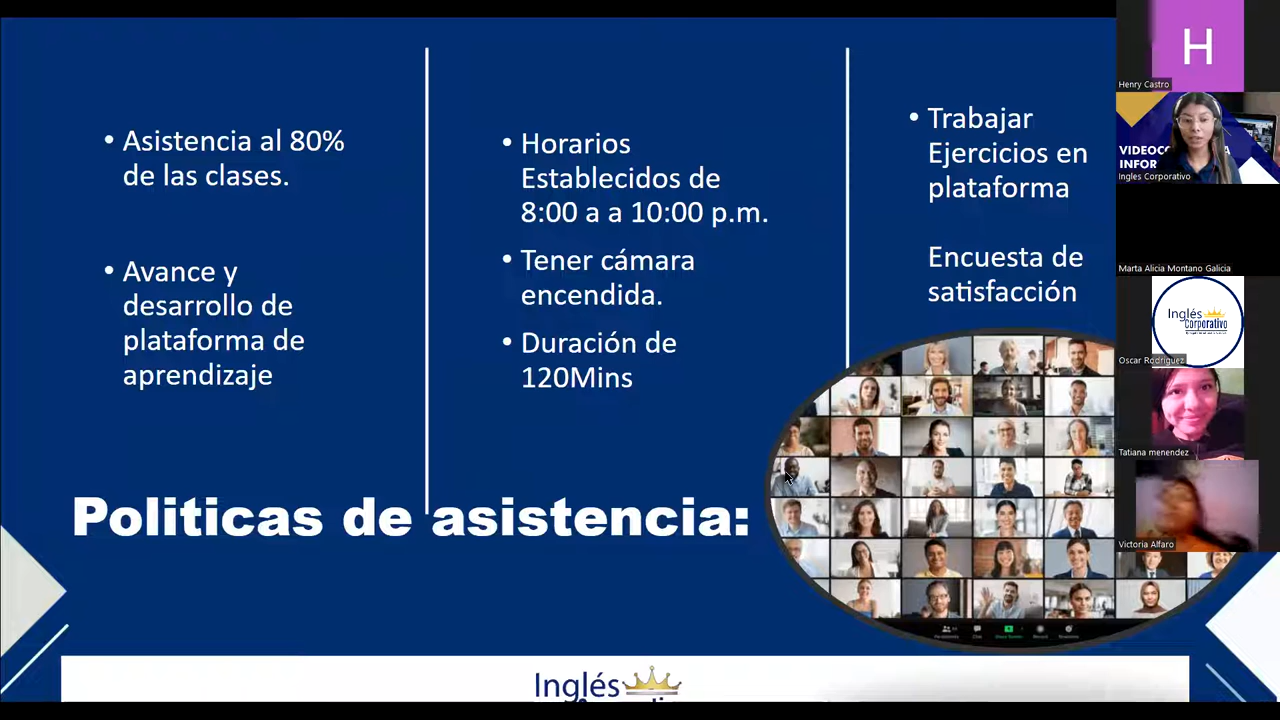 • Asistencia al 80%
de las clases.
• Avance y
desarrollo de
plataforma de
aprendizaje
• Horarios
Establecidos de
8:00 a a 10:00 p.m.
• Tener cámara
encendida.
• Duración de
120Mins
• Trabajar
Ejercicios en
plataforma
Encuesta de
satisfacción
Politicas de asistencia:
Inglés
H
Henry Castro
Ingles Corporativo
Marta Alicia Montano Galicia
Inglés
Corporativo
Oscar Rodriguez
Tatiana menendez
Victoria Alfaro